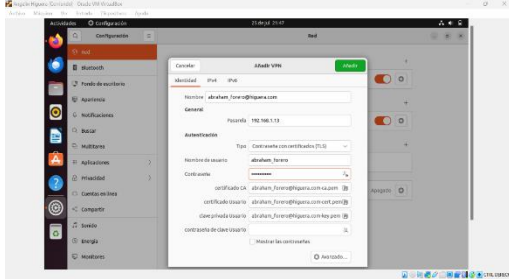 Actividades Configuración 23 de jul 23:47
Configuración Red
Red
Bluetooth
Fondo de escritorio
Apariencia
Notificaciones
Buscar
Multitarea
Aplicaciones
Privacidad
Cuentas en línea
Compartir
Sonido
Energía
Monitores
Cancelar Añadir VPN Añadir
Identidad IPv4 IPv6
Nombre abraham_forero@higuera.com
General
Pasarela 192.168.1.13
Autenticación
Tipo Contraseña con certificados (TLS)
Nombre de usuario abraham_forero
Contraseña
certificado CA abraham_forero@higuera.com-ca.pem
certificado Usuario abraham_forero@higuera.com-cert.pem
clave privada Usuario abraham_forero@higuera.com-key.pem
contraseña de clave Usuario
Mostrar las contraseñas
Avanzado...
Apagado